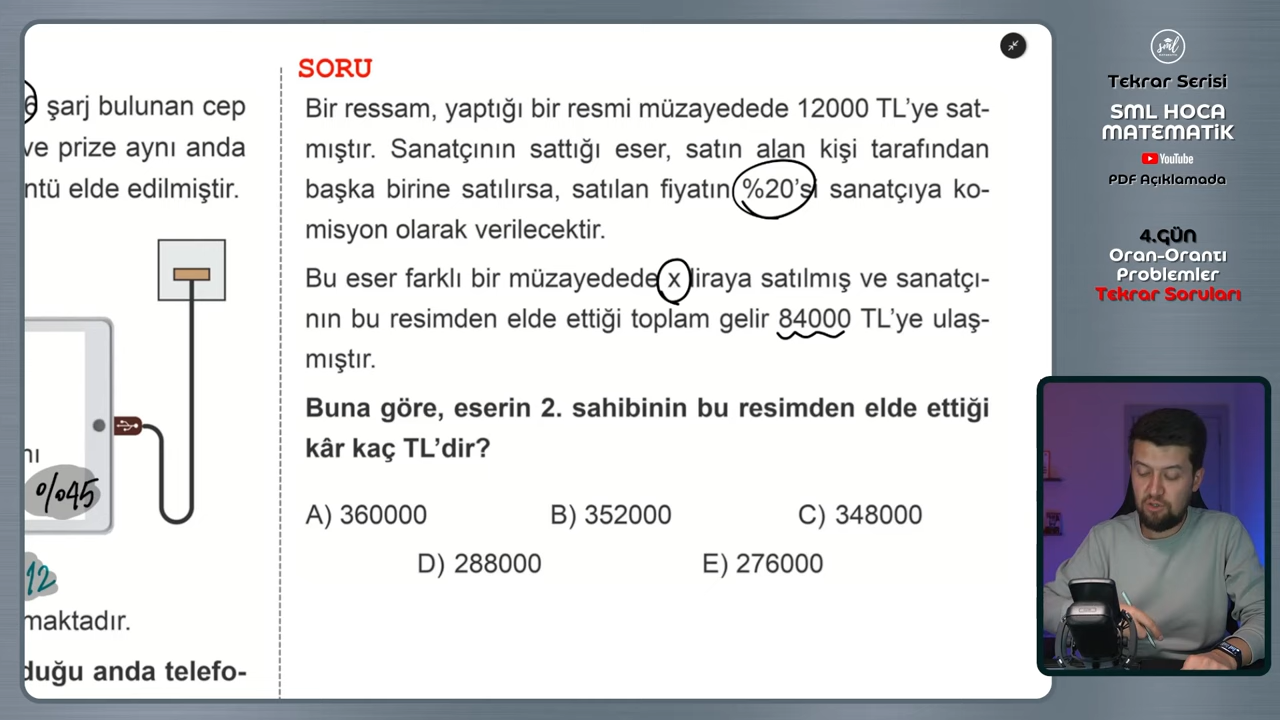 şarj bulunan cep
ve prize aynı anda
ntü elde edilmiştir.
%45
12
maktadır.
duğu anda telefo-
SORU
Bir ressam, yaptığı bir resmi müzayedede 12000 TL’ye sat-
mıştır. Sanatçının sattığı eser, satın alan kişi tarafından
başka birine satılırsa, satılan fiyatın %20’si sanatçıya ko-
misyon olarak verilecektir.
Bu eser farklı bir müzayedede x liraya satılmış ve sanatçı-
nın bu resimden elde ettiği toplam gelir 84000 TL’ye ulaş-
mıştır.
Buna göre, eserin 2. sahibinin bu resimden elde ettiği
kâr kaç TL’dir?
A) 360000 B) 352000 C) 348000
D) 288000 E) 276000
sml
Tekrar Serisi
SML HOCA
MATEMATİK
YouTube
PDF Açıklamada
4.GÜN
Oran-Orantı
Problemler
Tekrar Soruları